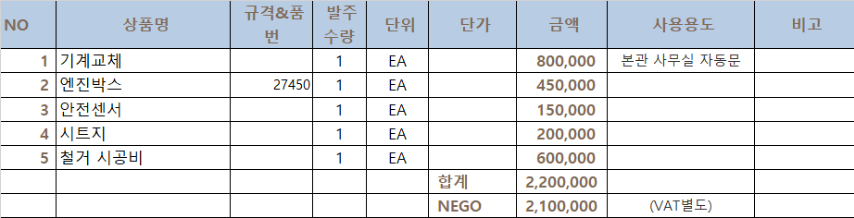 NO 상품명 규격&품번 발주수량 단위 단가 금액 사용용도 비고
1 기계교체 1 EA 800,000 본관 사무실 자동문
2 엔진박스 27450 1 EA 450,000
3 안전센서 1 EA 150,000
4 시트지 1 EA 200,000
5 철거 시공비 1 EA 600,000
합계 2,200,000
NEGO 2,100,000 (VAT별도)